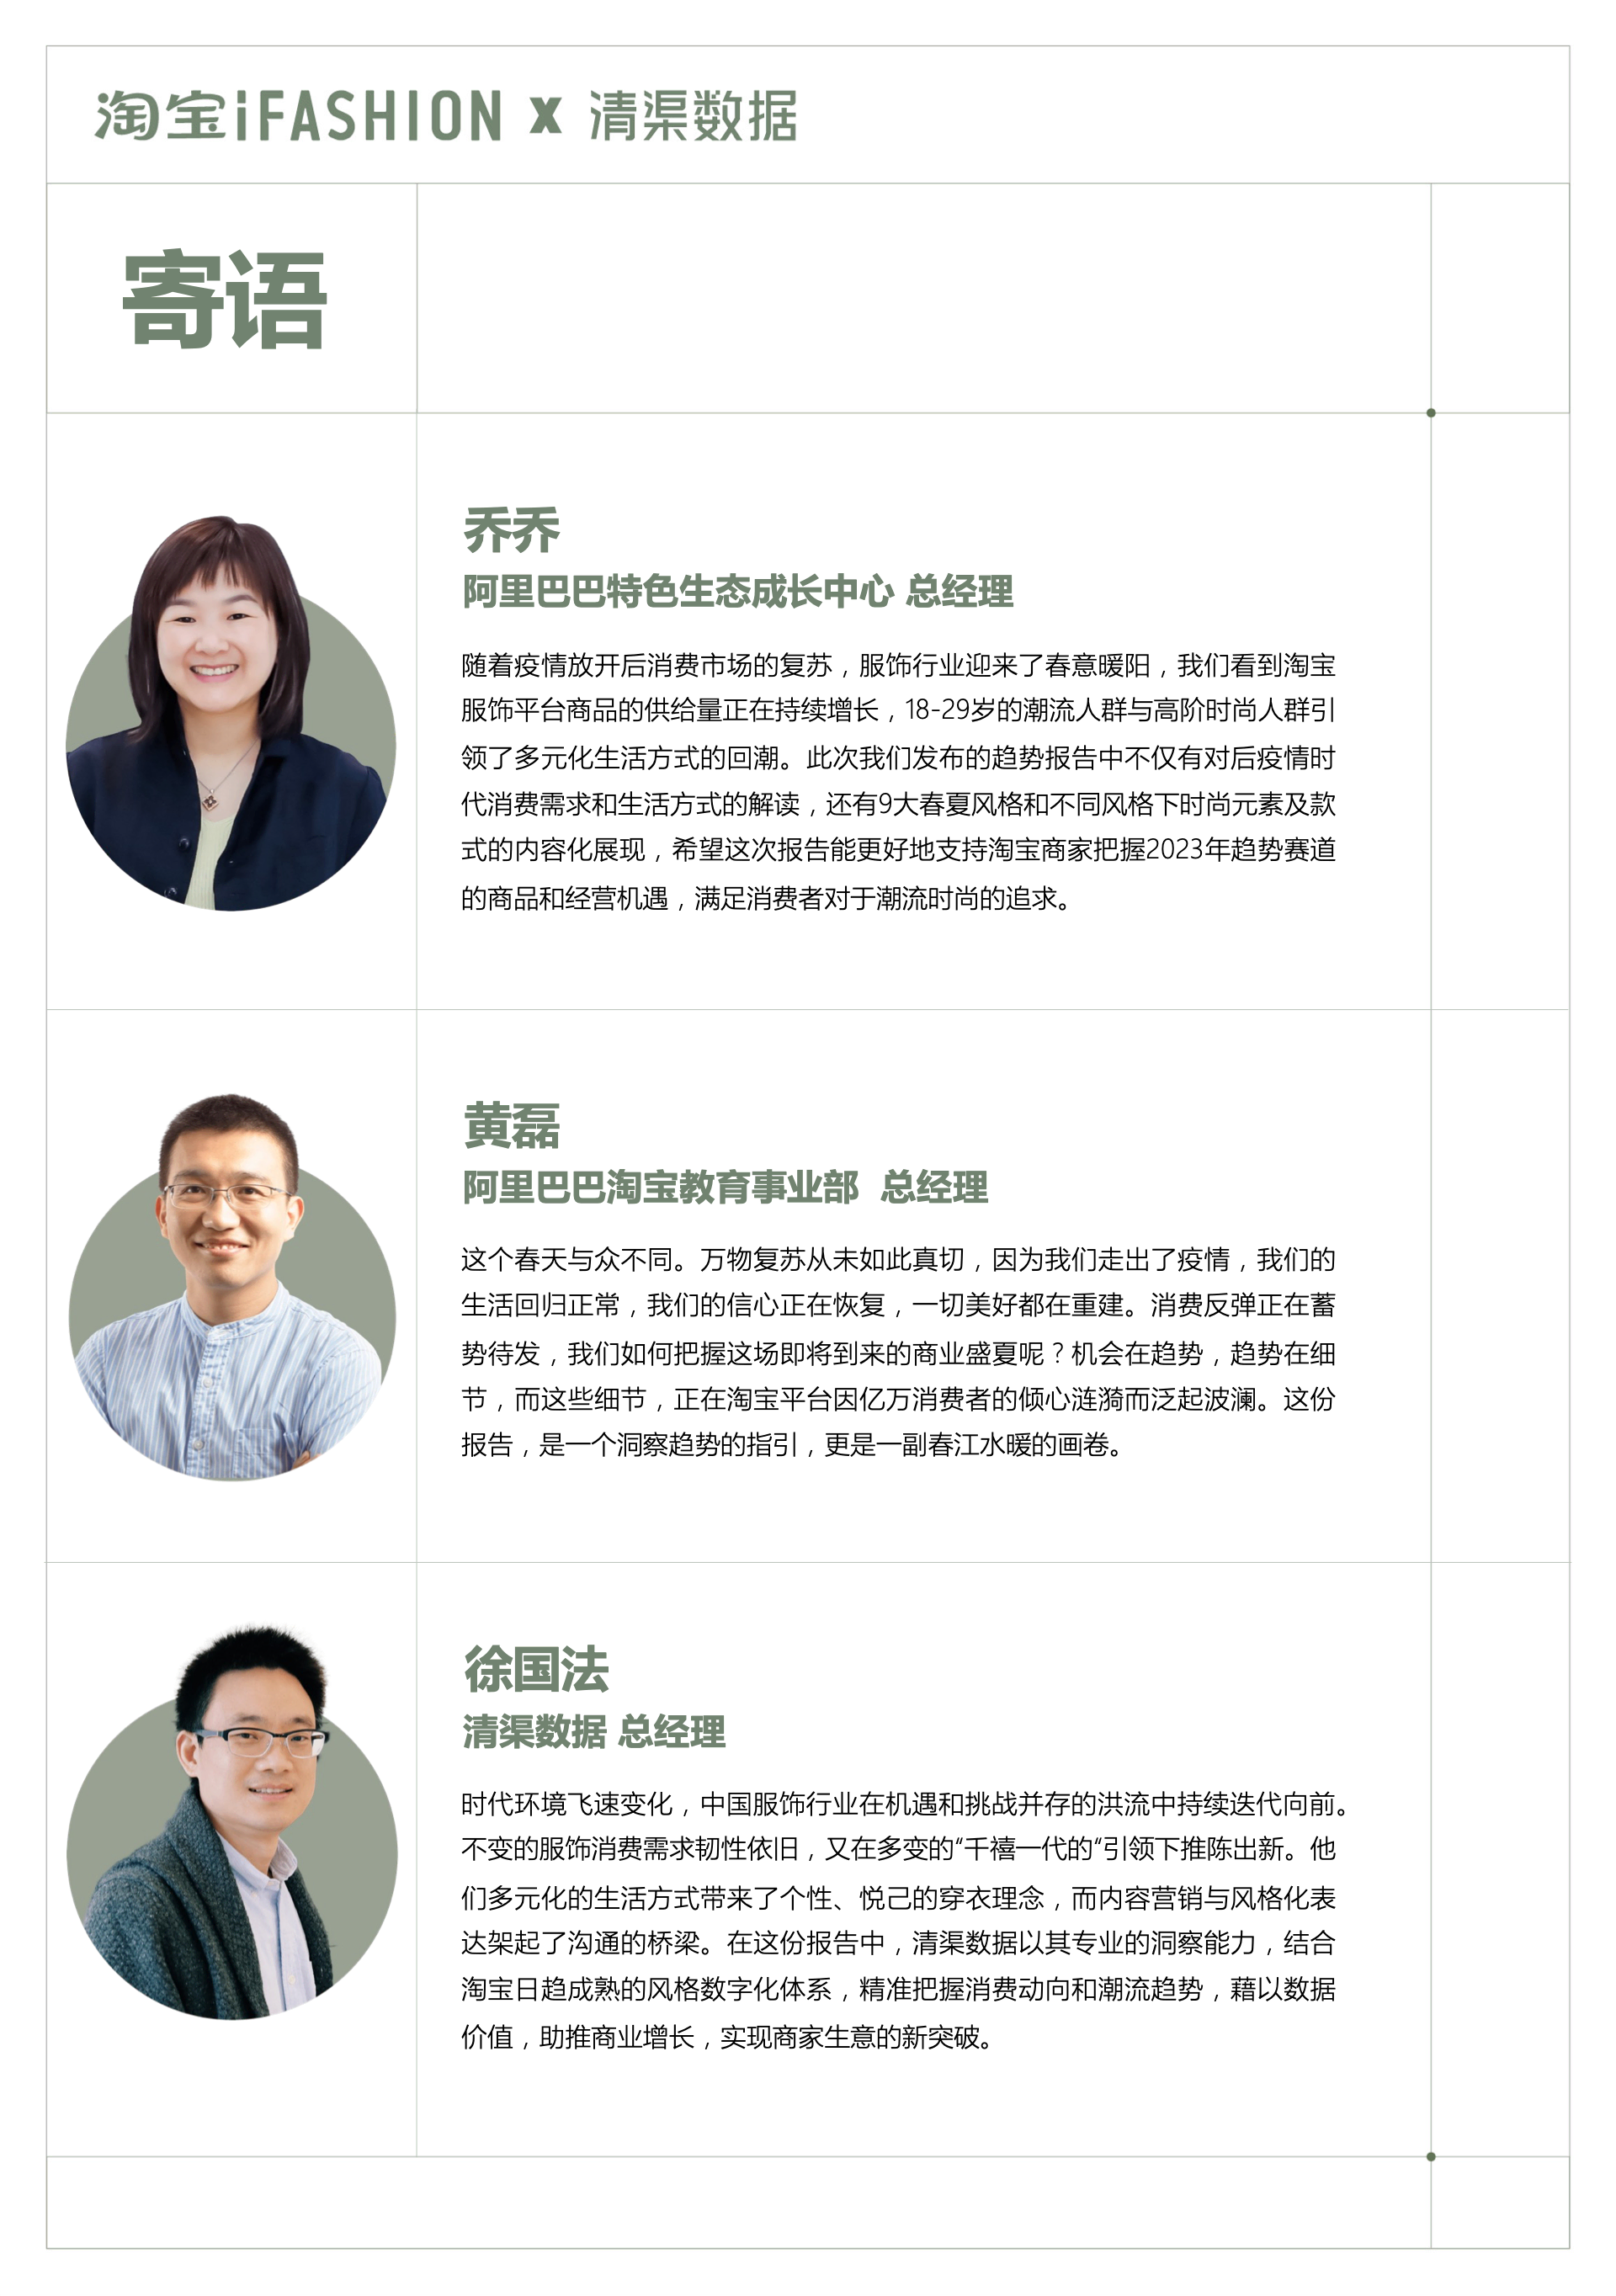 淘宝iFASHION x 清渠数据
寄语
乔乔
阿里巴巴特色生态成长中心 总经理
随着疫情放开后消费市场的复苏，服饰行业迎来了春意暖阳，我们看到淘宝
服饰平台商品的供给量正在持续增长，18-29岁的潮流人群与高阶时尚人群引
领了多元化生活方式的回潮。此次我们发布的趋势报告中不仅有对后疫情时
代消费需求和生活方式的解读，还有9大春夏风格和不同风格下时尚元素及款
式的内容化展现，希望这次报告能更好地支持淘宝商家把握2023年趋势赛道
的商品和经营机遇，满足消费者对于潮流时尚的追求。
黄磊
阿里巴巴淘宝教育事业部 总经理
这个春天与众不同。万物复苏从未如此真切，因为我们走出了疫情，我们的
生活回归正常，我们的信心正在恢复，一切美好都在重建。消费反弹正在蓄
势待发，我们如何把握这场即将到来的商业盛夏呢？机会在趋势，趋势在细
节，而这些细节，正在淘宝平台因亿万消费者的倾心涟漪而泛起波澜。这份
报告，是一个洞察趋势的指引，更是一副春江水暖的画卷。
徐国法
清渠数据 总经理
时代环境飞速变化，中国服饰行业在机遇和挑战并存的洪流中持续迭代向前。
不变的服饰消费需求韧性依旧，又在多变的“千禧一代的“引领下推陈出新。他
们多元化的生活方式带来了个性、悦己的穿衣理念，而内容营销与风格化表
达架起了沟通的桥梁。在这份报告中，清渠数据以其专业的洞察能力，结合
淘宝日趋成熟的风格数字化体系，精准把握消费动向和潮流趋势，藉以数据
价值，助推商业增长，实现商家生意的新突破。